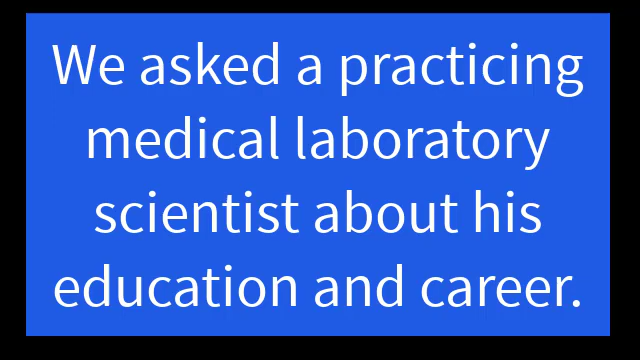 We asked a practicing
medical laboratory
scientist about his
education and career.